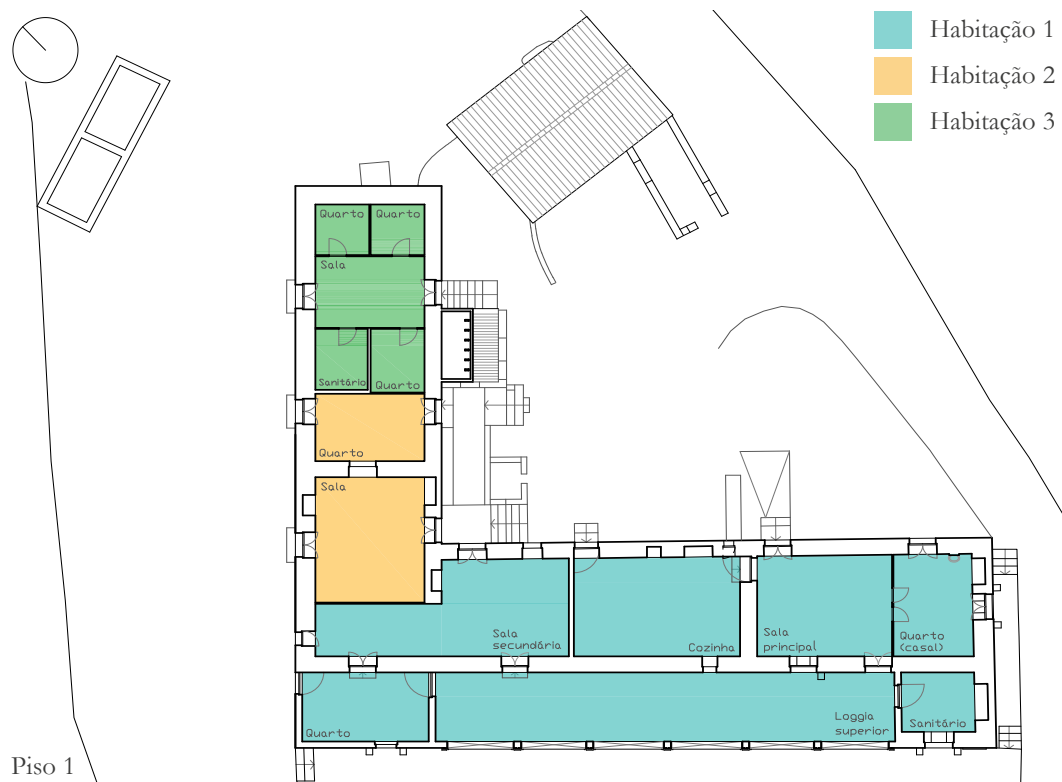 Habitação 1
Habitação 2
Habitação 3
Quarto
Quarto
Sala
Sanitário
Quarto
Quarto
Sala
Sala
secundária
Cozinha
Sala
principal
Quarto
(casal)
Quarto
Loggia
superior
Sanitário
Piso 1